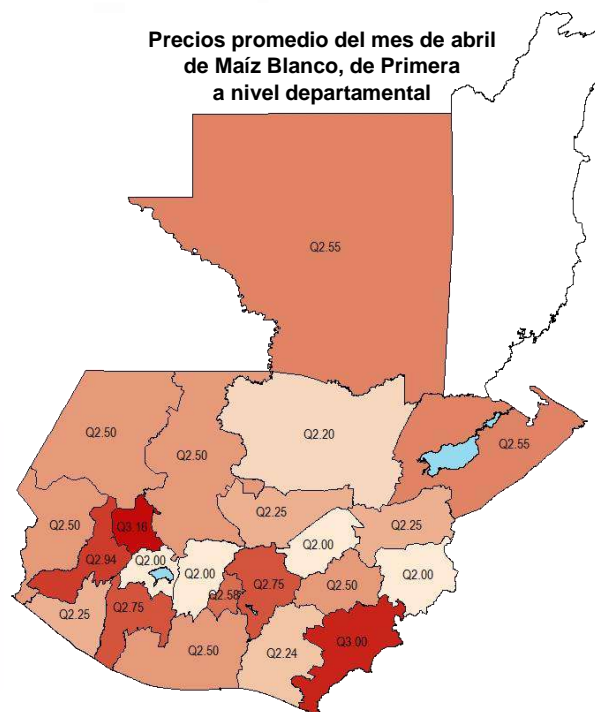 Precios promedio del mes de abril
de Maíz Blanco, de Primera
a nivel departamental
Q2.55
Q2.50
Q2.50
Q2.20
Q2.55
Q2.50
Q3.16
Q2.25
Q2.25
Q2.94
Q2.00
Q2.00
Q2.00
Q2.58
Q2.75
Q2.50
Q2.00
Q2.25
Q2.75
Q2.50
Q2.24
Q3.00